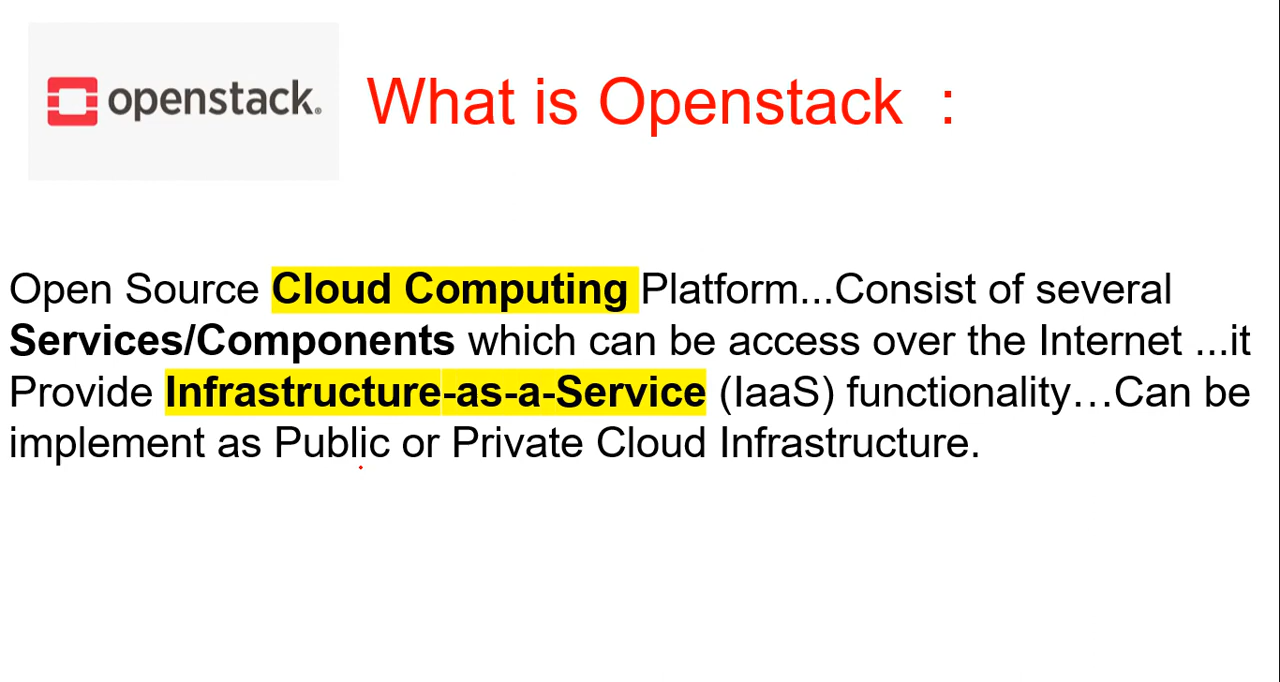 openstack.
What is Openstack :
Open Source Cloud Computing Platform...Consist of several
Services/Components which can be access over the Internet ...it
Provide Infrastructure-as-a-Service (IaaS) functionality…Can be
implement as Public or Private Cloud Infrastructure.